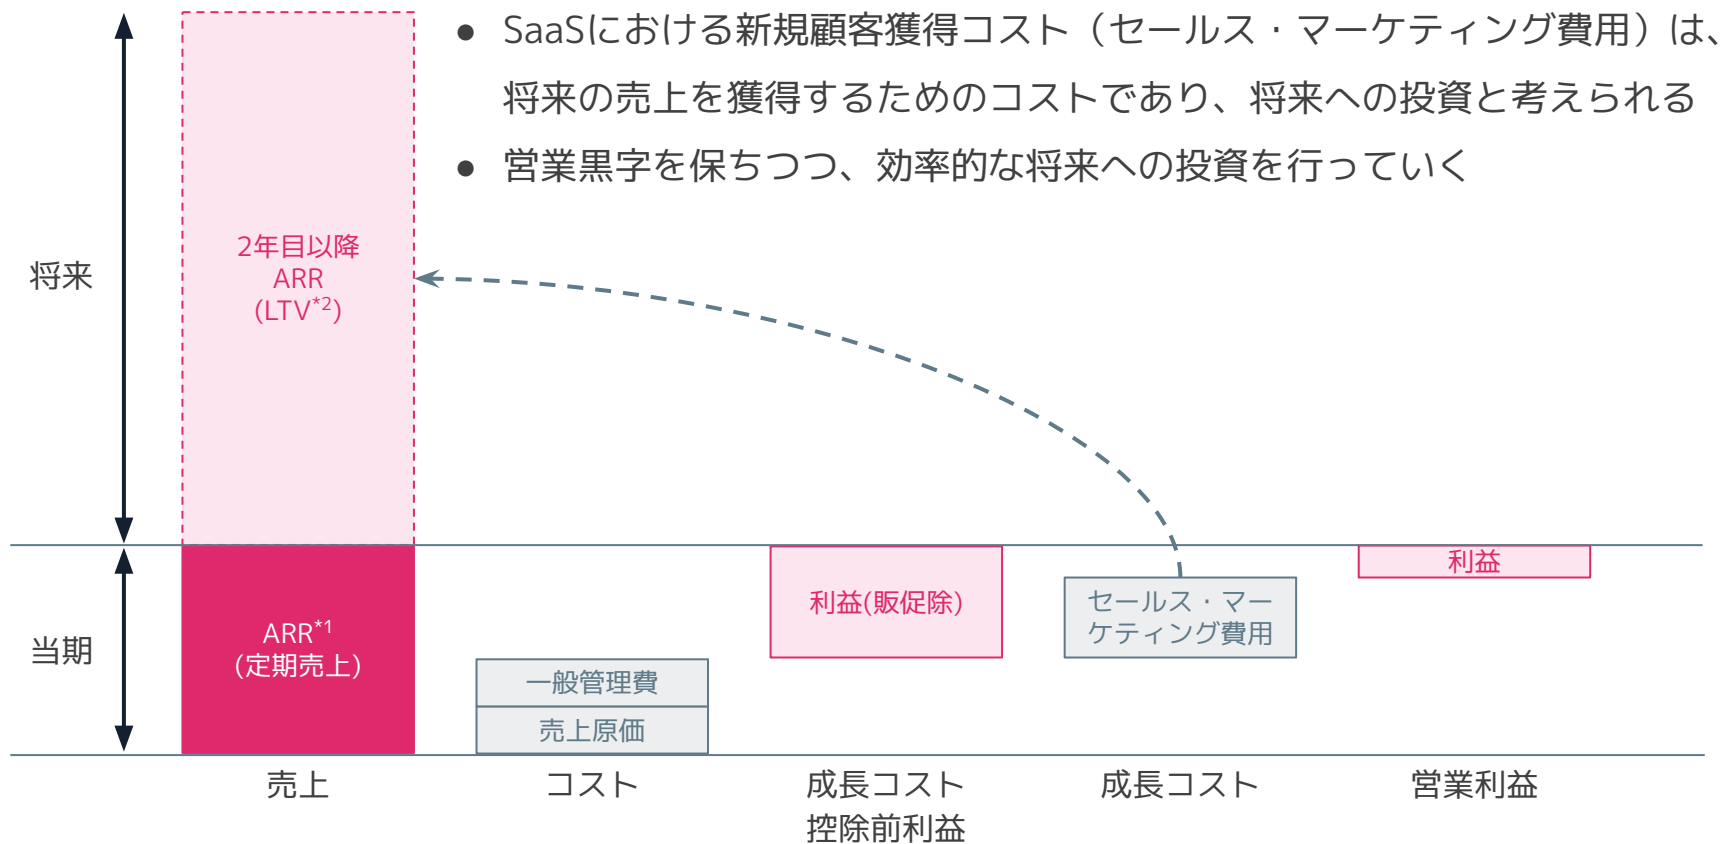 ● SaaSにおける新規顧客獲得コスト（セールス・マーケティング費用）は、
将来の売上を獲得するためのコストであり、将来への投資と考えられる
● 営業黒字を保ちつつ、効率的な将来への投資を行っていく
将来
2年目以降
ARR
(LTV*2)
当期
ARR*1
(定期売上)
一般管理費
売上原価
利益(販促除)
セールス・マー
ケティング費用
利益
売上
コスト
成長コスト
控除前利益
成長コスト
営業利益